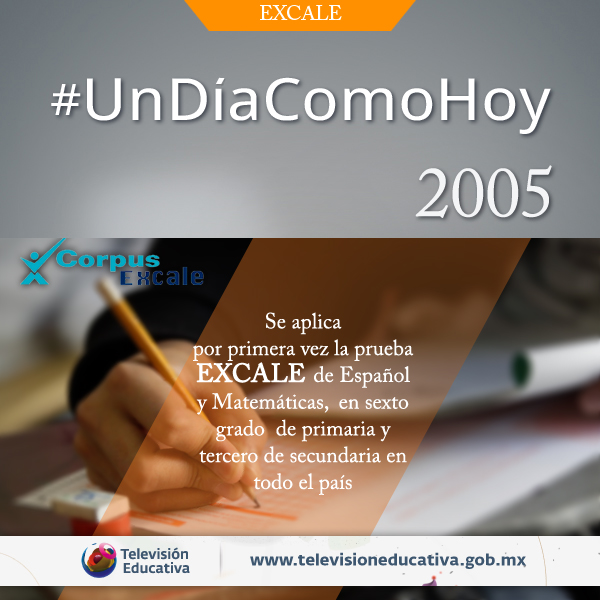 EXCALE
#UnDíaComoHoy
2005
Corpus
Excale
Se aplica
por primera vez la prueba
EXCALE de Español
y Matemáticas, en sexto
grado de primaria y
tercero de secundaria en
todo el país
Televisión
Educativa
www.televisioneducativa.gob.mx